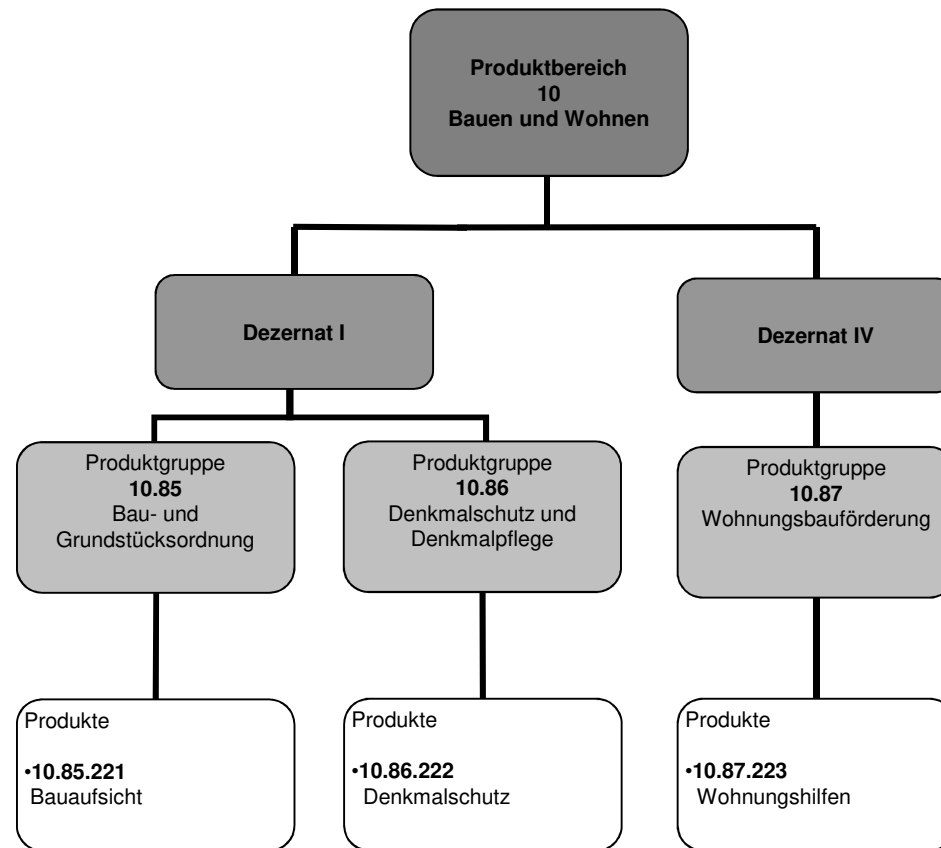 Produktbereich
10
Bauen und Wohnen
Dezernat I
Dezernat IV
Produktgruppe
10.85
Bau- und
Grundstücksordnung
Produktgruppe
10.86
Denkmalschutz und
Denkmalpflege
Produktgruppe
10.87
Wohnungsbauförderung
Produkte
•10.85.221
Bauaufsicht
Produkte
•10.86.222
Denkmalschutz
Produkte
•10.87.223
Wohnungshilfen